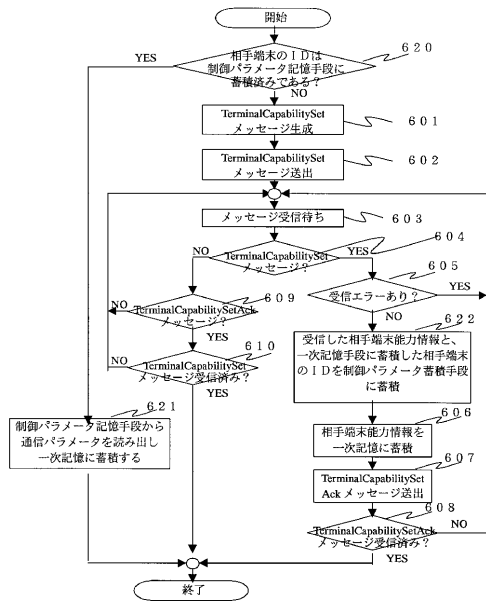 開始
相手端末のIDは
制御パラメータ記憶手段に
蓄積済みである？
620
YES
NO
TerminalCapabilitySet
メッセージ生成
601
TerminalCapabilitySet
メッセージ送出
602
メッセージ受信待ち
603
TerminalCapabilitySet
メッセージ？
604
NO
YES
受信エラーあり？
605
YES
NO
TerminalCapabilitySetAck
メッセージ？
609
NO
YES
受信した相手端末能力情報と、
一次記憶手段に蓄積した相手端末
のIDを制御パラメータ蓄積手段
に蓄積
622
TerminalCapabilitySet
メッセージ受信済み？
610
NO
YES
制御パラメータ記憶手段から
通信パラメータを読み出し
一次記憶に蓄積する
621
相手端末能力情報を
一次記憶に蓄積
606
TerminalCapabilitySet
Ackメッセージ送出
607
TerminalCapabilitySetAck
メッセージ受信済み？
608
NO
YES
終了